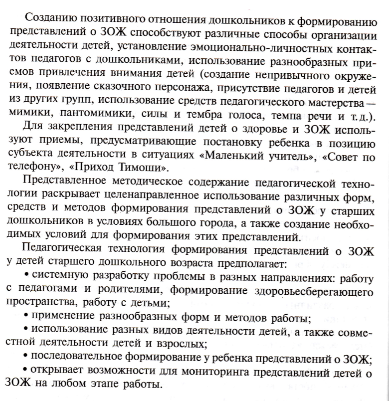 Созданию позитивного отношения дошкольников к формированию
представлений о ЗОЖ способствуют различные способы организации
деятельности детей, установление эмоционально-личностных контак-
тов педагогов с дошкольниками, использование разнообразных при-
емов привлечения внимания детей (создание непривычного окруже-
ния, появление сказочного персонажа, присутствие педагогов и детей
из других групп, использование средств педагогического мастерства —
мимики, пантомимики, силы и тембра голоса, темпа речи и т.д.).
Для закрепления представлений детей о здоровье и ЗОЖ исполь-
зуют приемы, предусматривающие постановку ребенка в позицию
субъекта деятельности в ситуациях «Маленький учитель», «Совет по
телефону», «Приход Тимоши».
Представленное методическое содержание педагогической техно-
логии раскрывает целенаправленное использование различных форм,
средств и методов формирования представлений о ЗОЖ у старших
дошкольников в условиях большого города, а также создание необхо-
димых условий для формирования этих представлений.
Педагогическая технология формирования представлений о ЗОЖ
у детей старшего дошкольного возраста предполагает:
• системную разработку проблемы в разных направлениях: работу
с педагогами и родителями, формирование здоровьесберегающего
пространства, работу с детьми;
• применение разнообразных форм и методов работы;
• использование разных видов деятельности детей, а также совме-
стной деятельности детей и взрослых;
• последовательное формирование у ребенка представлений о ЗОЖ;
• открывает возможности для мониторинга представлений детей о
ЗОЖ на любом этапе работы.